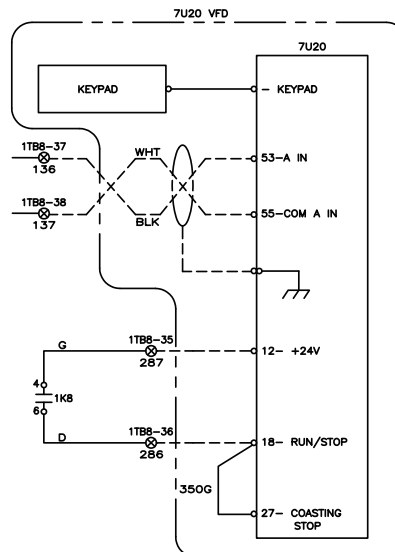 7U20 VFD
7U20
KEYPAD
- KEYPAD
1TB8-37
136
WHT
53-A IN
1TB8-38
137
BLK
55-COM A IN
G
1TB8-35
287
12- +24V
4
1K8
6
D
1TB8-36
286
18- RUN/STOP
350G
27- COASTING
STOP